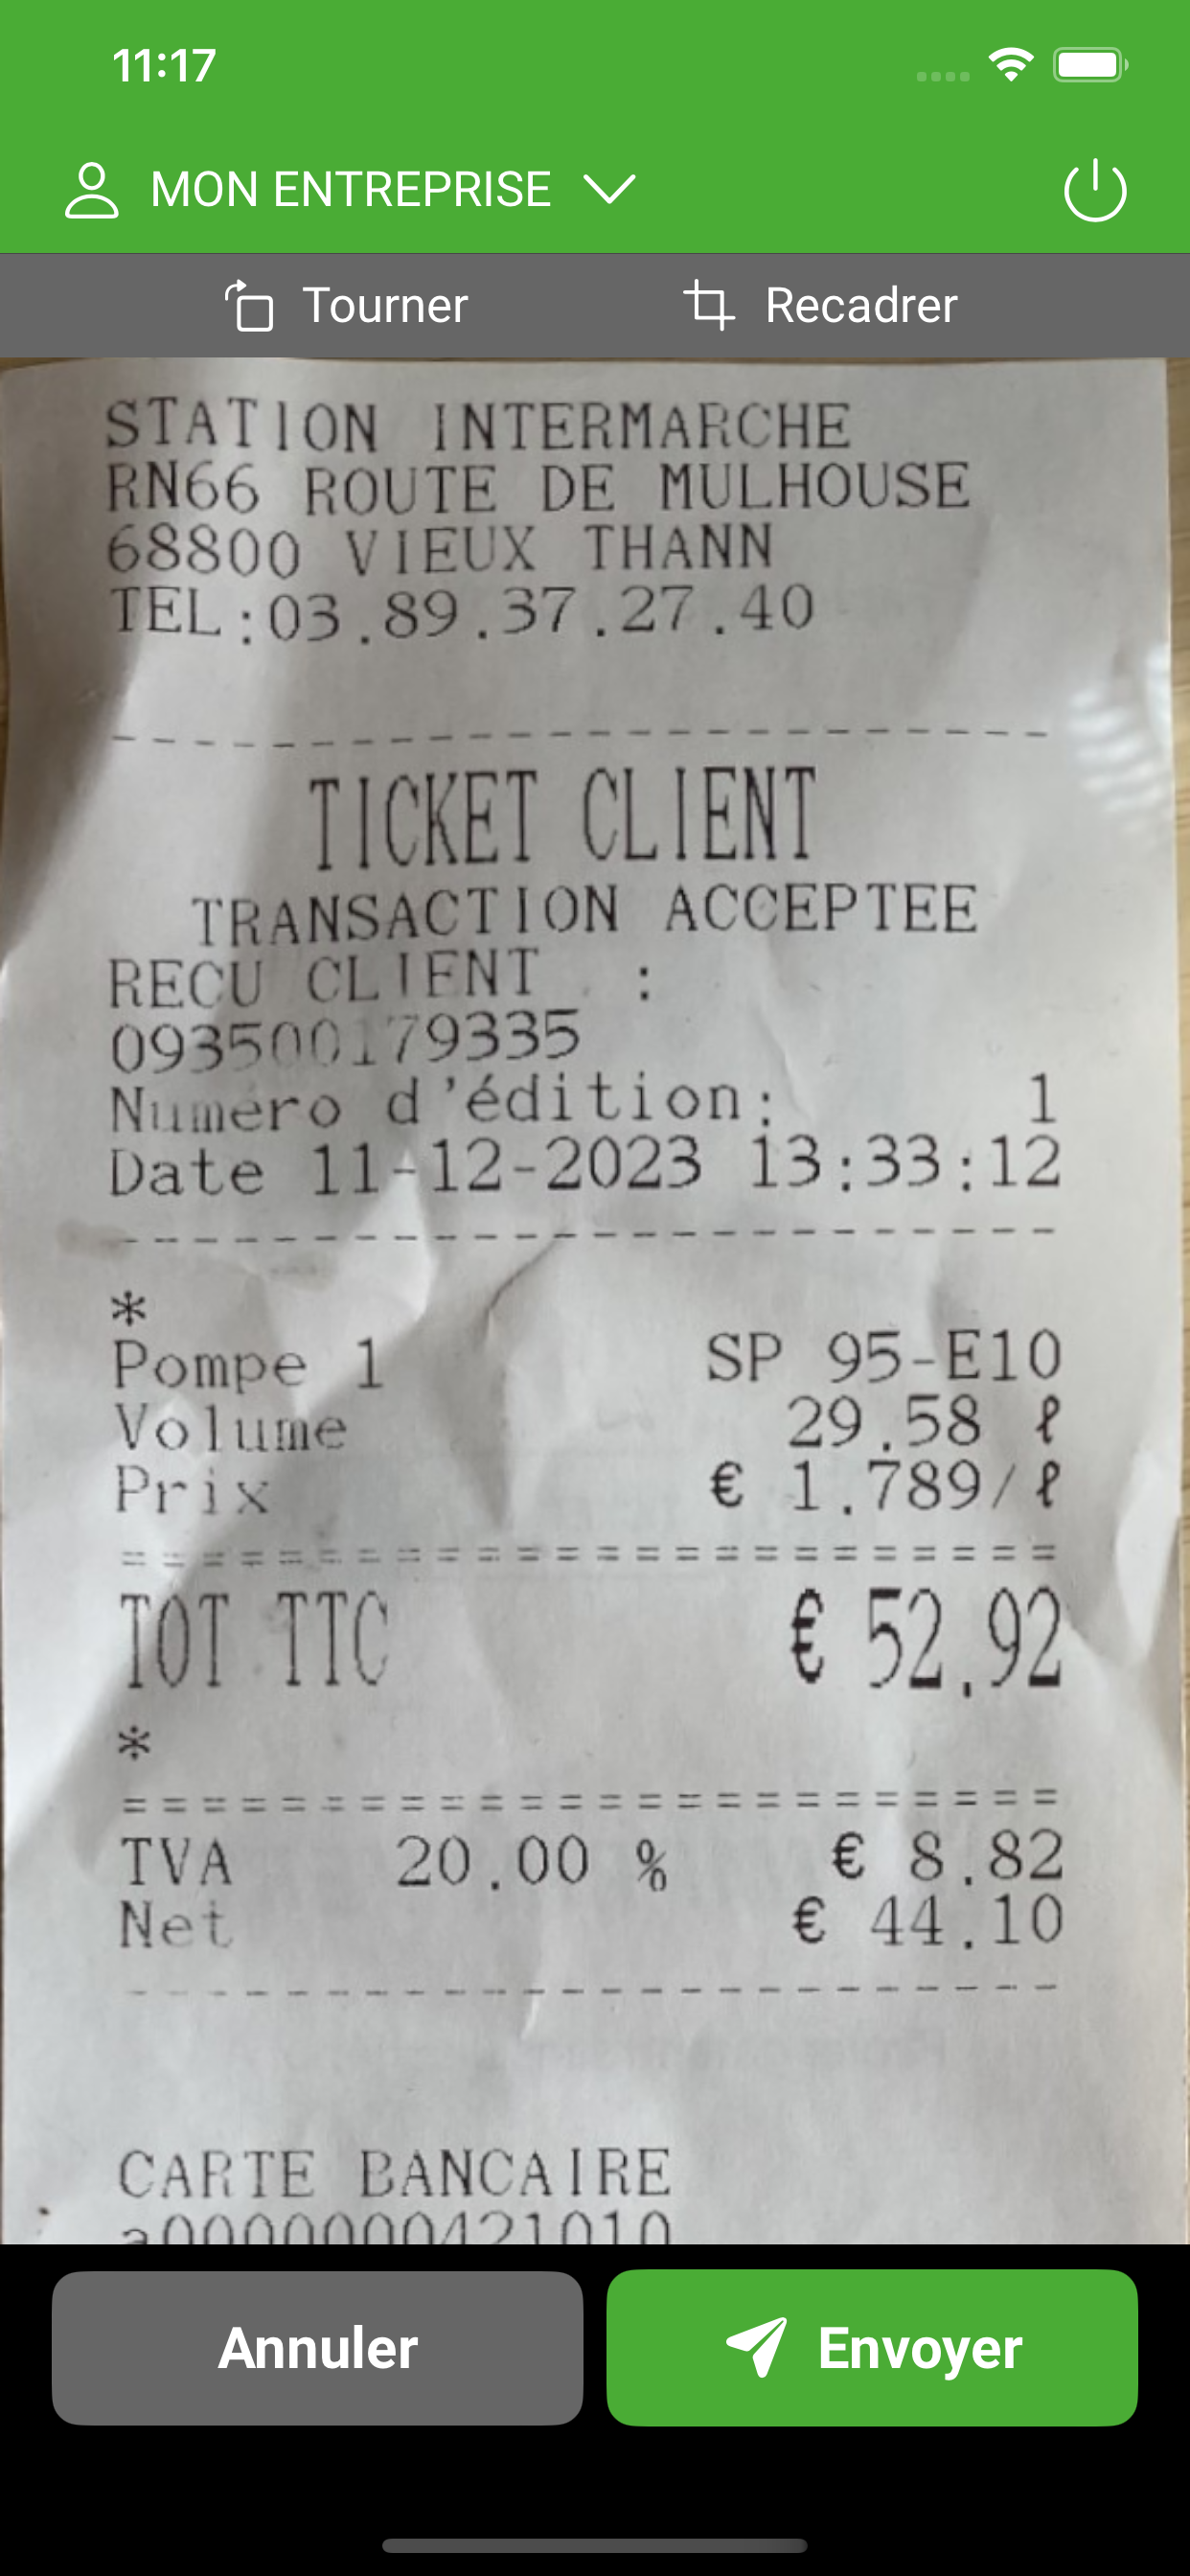 11:17
MON ENTREPRISE
Tourner Recadrer
STATION INTERMARCHE
RN66 ROUTE DE MULHOUSE
68800 VIEUX THANN
TEL:03.89.37.27.40
TICKET CLIENT
TRANSACTION ACCEPTEE
RECU CLIENT :
093500179335
Numéro d'édition: 1
Date 11-12-2023 13:33:12
*
Pompe 1 SP 95-E10
Volume 29.58 ℓ
Prix € 1.789/ℓ
TOT TTC € 52.92
*
TVA 20.00 % € 8.82
Net € 44.10
CARTE BANCAIRE
a0000000421010
Annuler Envoyer